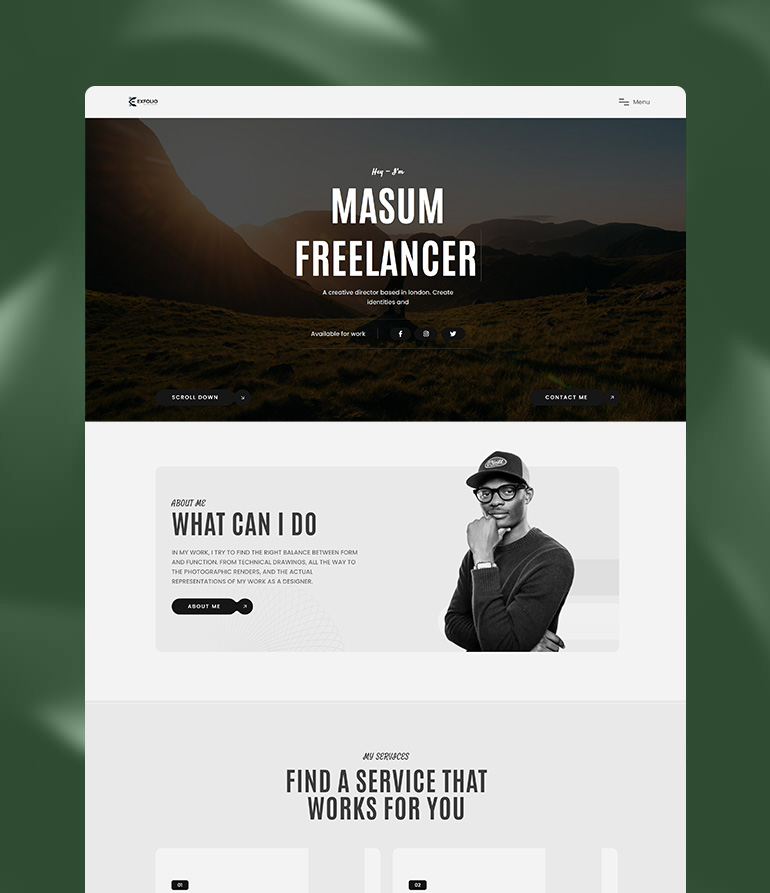 EXFOLIO
Menu
Hey - I'm
MASUM
FREELANCER
A creative director based in london. Create
identities and
Available for work
SCROLL DOWN
CONTACT ME
ABOUT ME
WHAT CAN I DO
IN MY WORK, I TRY TO FIND THE RIGHT BALANCE BETWEEN FORM
AND FUNCTION. FROM TECHNICAL DRAWINGS, ALL THE WAY TO
THE PHOTOGRAPHIC RENDERS, AND THE ACTUAL
REPRESENTATIONS OF MY WORK AS A DESIGNER.
ABOUT ME
MY SERVICES
FIND A SERVICE THAT
WORKS FOR YOU
01
02